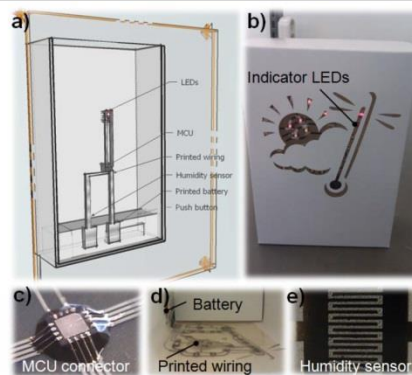 a)
LEDs
MCU
Printed wiring
Humidity sensor
Printed battery
Push button
b)
Indicator LEDs
c)
MCU connector
d)
Battery
Printed wiring
e)
Humidity sensor